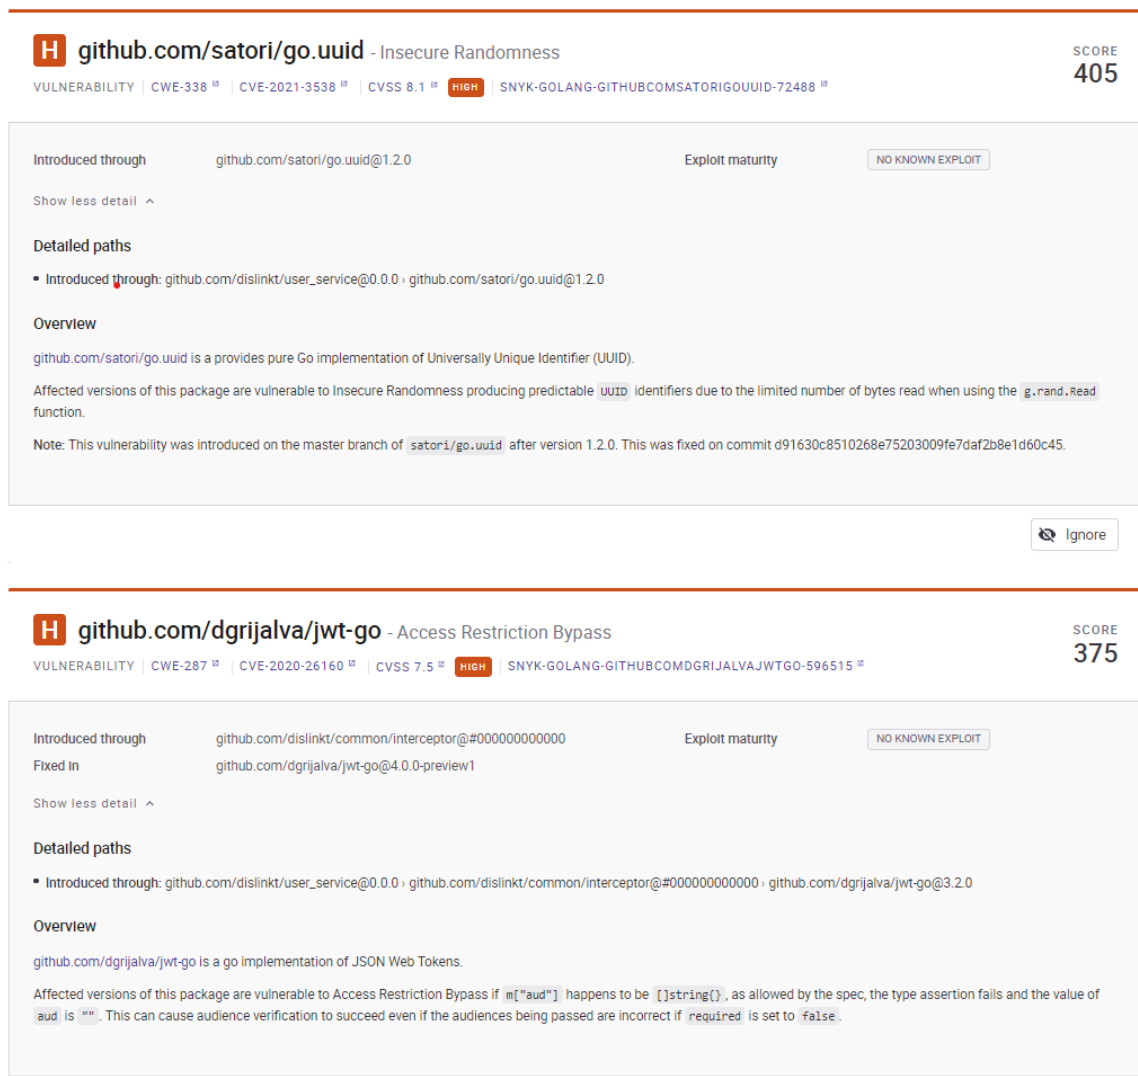 H github.com/satori/go.uuid - Insecure Randomness
SCORE
405
VULNERABILITY | CWE-338 | CVE-2021-3538 | CVSS 8.1 HIGH | SNYK-GOLANG-GITHUBCOMSATORIGOUUID-72488
Introduced through github.com/satori/go.uuid@1.2.0 Exploit maturity NO KNOWN EXPLOIT
Show less detail
Detailed paths
• Introduced through: github.com/dislinkt/user_service@0.0.0 › github.com/satori/go.uuid@1.2.0
Overview
github.com/satori/go.uuid is a provides pure Go implementation of Universally Unique Identifier (UUID).
Affected versions of this package are vulnerable to Insecure Randomness producing predictable UUID identifiers due to the limited number of bytes read when using the g.rand.Read
function.
Note: This vulnerability was introduced on the master branch of satori/go.uuid after version 1.2.0. This was fixed on commit d91630c8510268e75203009fe7daf2b8e1d60c45.
Ignore
H github.com/dgrijalva/jwt-go - Access Restriction Bypass
SCORE
375
VULNERABILITY | CWE-287 | CVE-2020-26160 | CVSS 7.5 HIGH | SNYK-GOLANG-GITHUBCOMDGRIJALVAJWTGO-596515
Introduced through github.com/dislinkt/common/interceptor@#000000000000 Exploit maturity NO KNOWN EXPLOIT
Fixed in github.com/dgrijalva/jwt-go@4.0.0-preview1
Show less detail
Detailed paths
• Introduced through: github.com/dislinkt/user_service@0.0.0 › github.com/dislinkt/common/interceptor@#000000000000 › github.com/dgrijalva/jwt-go@3.2.0
Overview
github.com/dgrijalva/jwt-go is a go implementation of JSON Web Tokens.
Affected versions of this package are vulnerable to Access Restriction Bypass if m["aud"] happens to be []string{} , as allowed by the spec, the type assertion fails and the value of
aud is "" . This can cause audience verification to succeed even if the audiences being passed are incorrect if required is set to false .